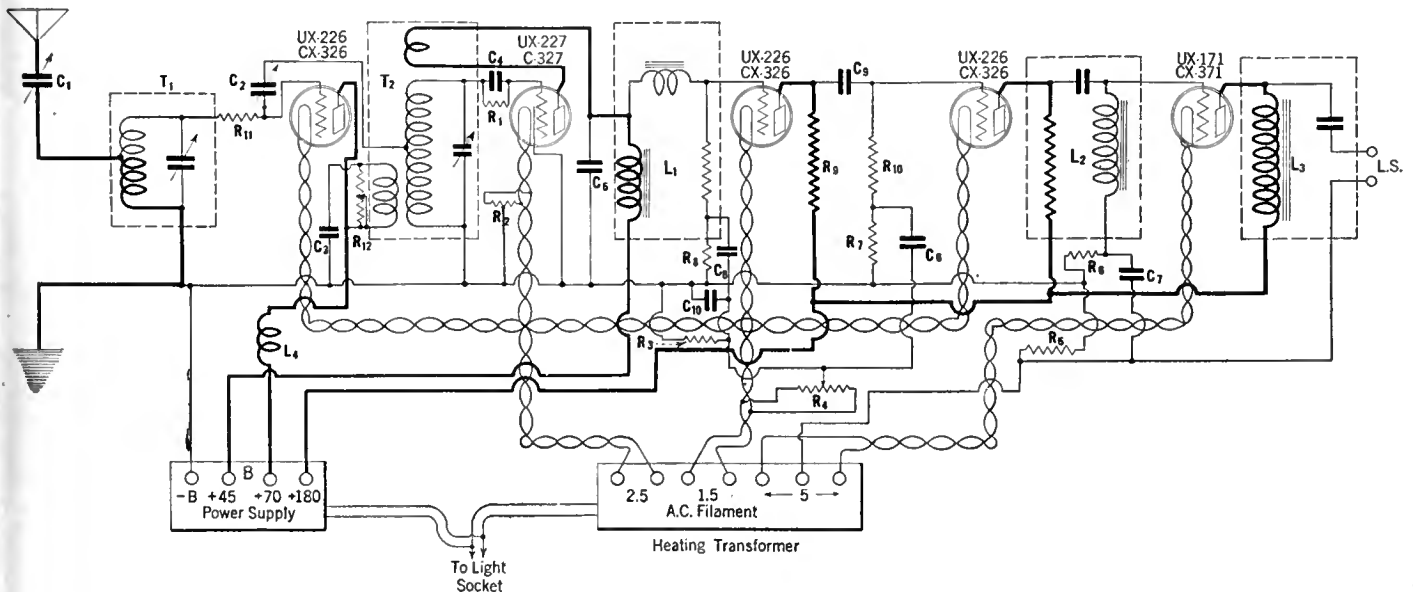 UX-226
CX-326
UX-227
C-327
UX-226
CX-326
UX-226
CX-326
UX-171
CX-371
C₁
T₁
C₂
R₁₁
T₂
C₄
R₁
C₃
R₁₂
R₂
C₅
L₁
R₈
C₈
C₁₀
R₃
R₉
C₉
R₁₀
R₇
C₆
L₂
R₆
C₇
R₅
L₃
L.S.
L₄
R₄
B
-B +45 +70 +180
Power Supply
2.5 1.5 5
A.C. Filament
Heating Transformer
To Light
Socket